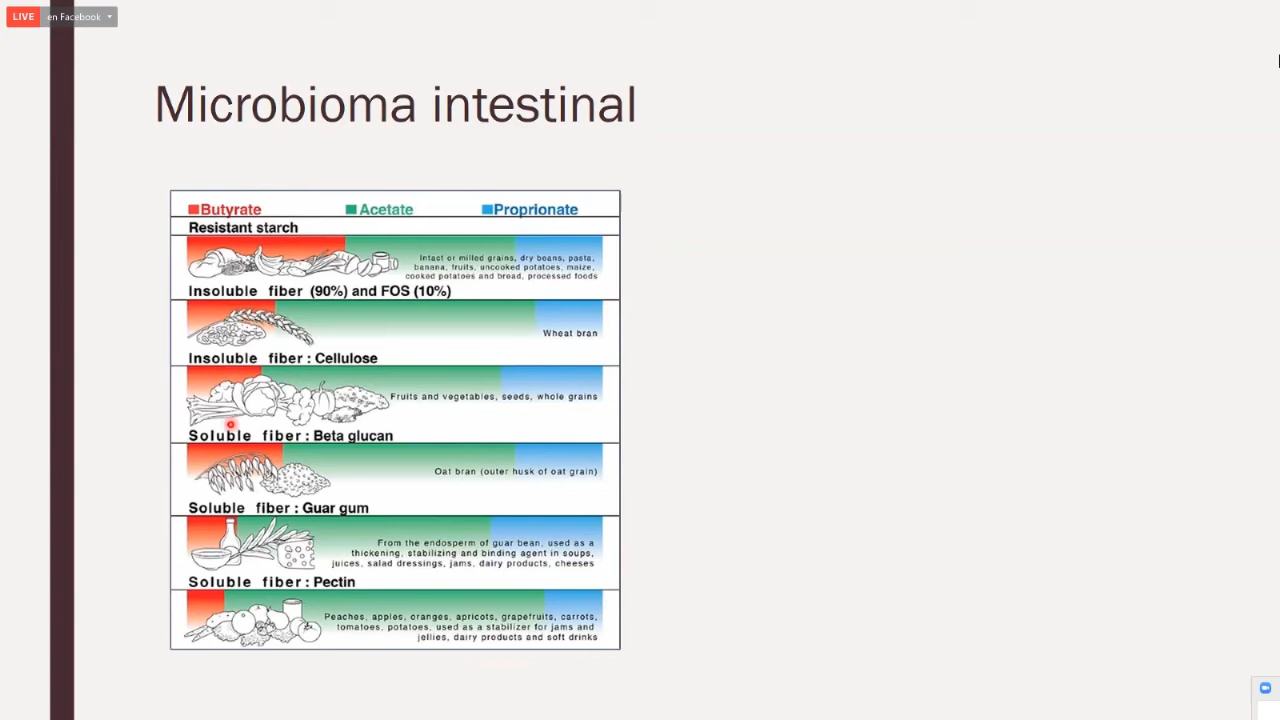 LIVE en Facebook
Microbioma intestinal
Butyrate Acetate Proprionate
Resistant starch
Intact or milled grains, dry beans, pasta,
banana, fruits, uncooked potatoes, maize,
cooked potatoes and bread, processed foods
Insoluble fiber (90%) and FOS (10%)
Wheat bran
Insoluble fiber : Cellulose
Fruits and vegetables, seeds, whole grains
Soluble fiber : Beta glucan
Oat bran (outer husk of oat grain)
Soluble fiber : Guar gum
From the endosperm of guar bean, used as a
thickening, stabilizing and binding agent in soups,
juices, salad dressings, jams, dairy products, cheeses
Soluble fiber : Pectin
Peaches, apples, oranges, apricots, grapefruits, carrots,
tomatoes, potatoes, used as a stabilizer for jams and
jellies, dairy products and soft drinks